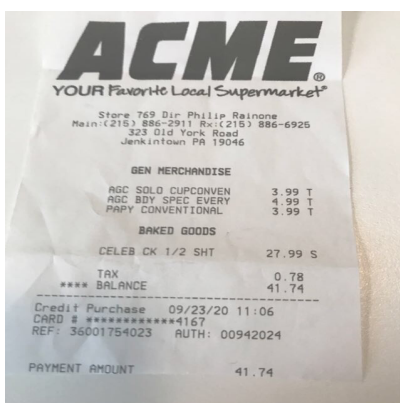 ACME®
YOUR Favorite Local Supermarket®
Store 769 Dir Philip Rainone
Main:(215) 886-2911 Rx:(215) 886-6925
323 Old York Road
Jenkintown PA 19046
GEN MERCHANDISE
AGC SOLO CUPCONVEN 3.99 T
AGC BDY SPEC EVERY 4.99 T
PAPY CONVENTIONAL 3.99 T
BAKED GOODS
CELEB CK 1/2 SHT 27.99 S
TAX 0.78
**** BALANCE 41.74
Credit Purchase 09/23/20 11:06
CARD # ************4167
REF: 36001754023 AUTH: 00942024
PAYMENT AMOUNT 41.74